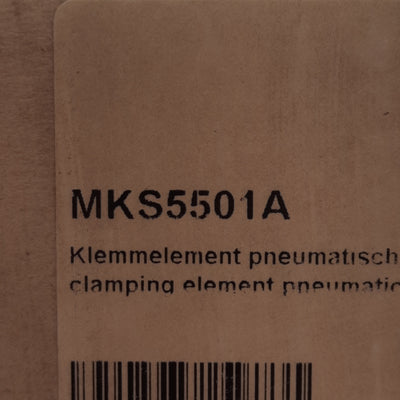 MKS5501A
Klemmelement pneumatisch
clamping element pneumatic